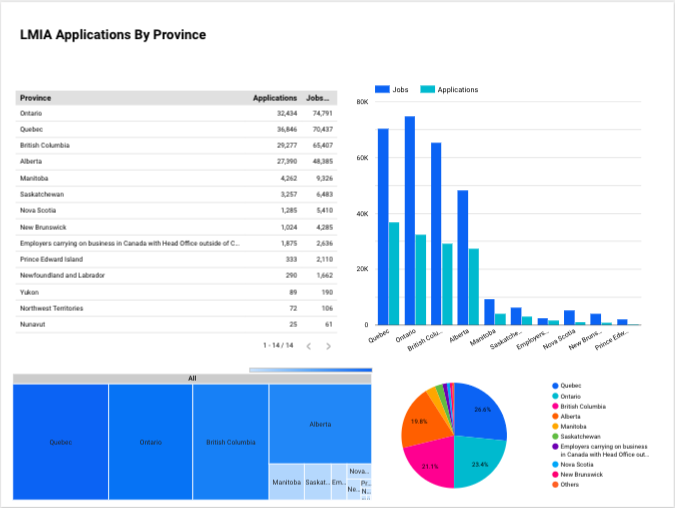 LMIA Applications By Province
Province Applications Jobs...
Ontario 32,434 74,791
Quebec 36,846 70,437
British Columbia 29,277 65,407
Alberta 27,390 48,385
Manitoba 4,262 9,326
Saskatchewan 3,257 6,483
Nova Scotia 1,285 5,410
New Brunswick 1,024 4,285
Employers carrying on business in Canada with Head Office outside of C... 1,875 2,636
Prince Edward Island 333 2,110
Newfoundland and Labrador 290 1,662
Yukon 89 190
Northwest Territories 72 106
Nunavut 25 61
1 - 14 / 14
Jobs Applications
80K
60K
40K
20K
0
Quebec
Ontario
British Colu...
Alberta
Manitoba
Saskatche...
Employers...
Nova Scotia
New Bruns...
Prince Edw...
All
Quebec
Ontario
British Columbia
Alberta
Manitoba
Saskat...
Em...
Nova...
Ne...
Pr...
N...
26.6%
23.4%
21.1%
19.8%
Quebec
Ontario
British Columbia
Alberta
Manitoba
Saskatchewan
Employers carrying on business
in Canada with Head Office out...
Nova Scotia
New Brunswick
Others